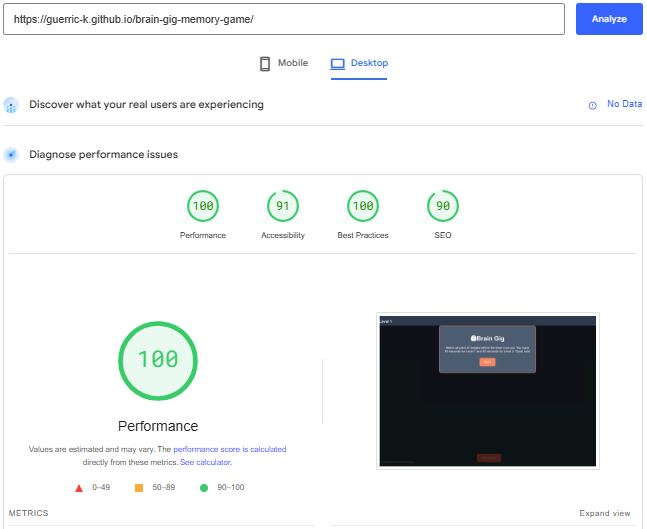 https://guerric-k.github.io/brain-gig-memory-game/
Analyze
Mobile
Desktop
Discover what your real users are experiencing
No Data
Diagnose performance issues
100
91
100
90
Performance
Accessibility
Best Practices
SEO
100
Performance
Values are estimated and may vary. The performance score is calculated
directly from these metrics. See calculator.
0–49
50–89
90–100
Level 1
Brain Gig
METRICS
Expand view